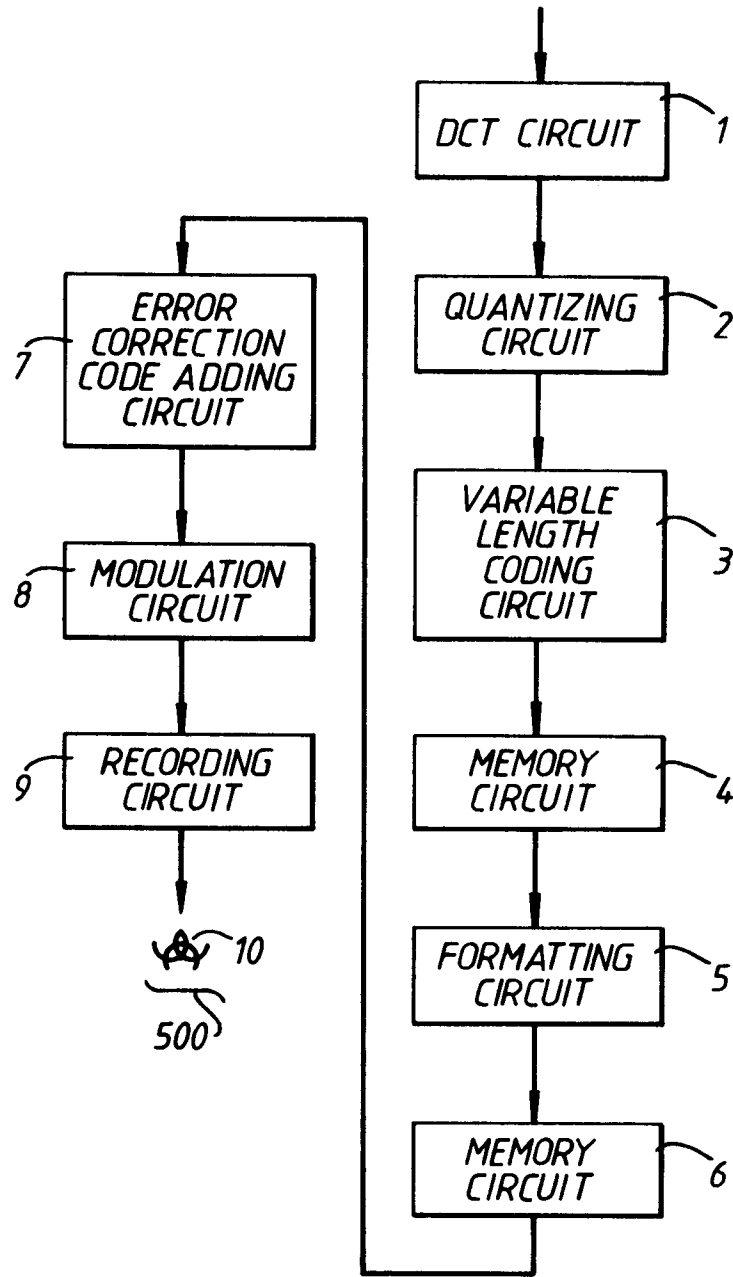 DCT CIRCUIT
1
QUANTIZING
CIRCUIT
2
VARIABLE
LENGTH
CODING
CIRCUIT
3
MEMORY
CIRCUIT
4
FORMATTING
CIRCUIT
5
MEMORY
CIRCUIT
6
ERROR
CORRECTION
CODE ADDING
CIRCUIT
7
MODULATION
CIRCUIT
8
RECORDING
CIRCUIT
9
10
500